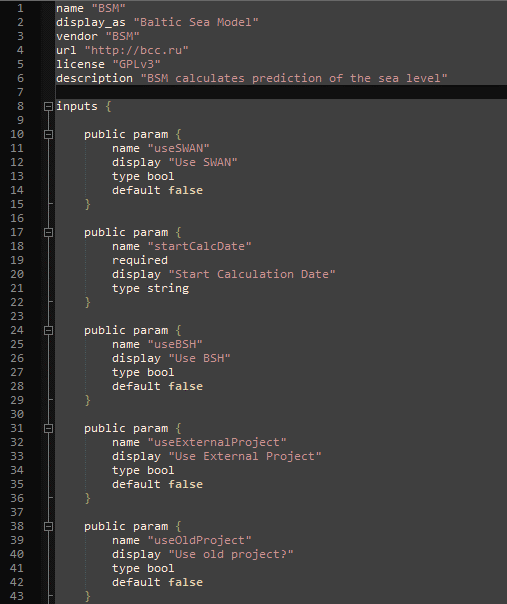 1 name "BSM"
2 display_as "Baltic Sea Model"
3 vendor "BSM"
4 url "http://bcc.ru"
5 license "GPLv3"
6 description "BSM calculates prediction of the sea level"
7
8 inputs {
9
10 public param {
11 name "useSWAN"
12 display "Use SWAN"
13 type bool
14 default false
15 }
16
17 public param {
18 name "startCalcDate"
19 required
20 display "Start Calculation Date"
21 type string
22 }
23
24 public param {
25 name "useBSH"
26 display "Use BSH"
27 type bool
28 default false
29 }
30
31 public param {
32 name "useExternalProject"
33 display "Use External Project"
34 type bool
35 default false
36 }
37
38 public param {
39 name "useOldProject"
40 display "Use old project?"
41 type bool
42 default false
43 }